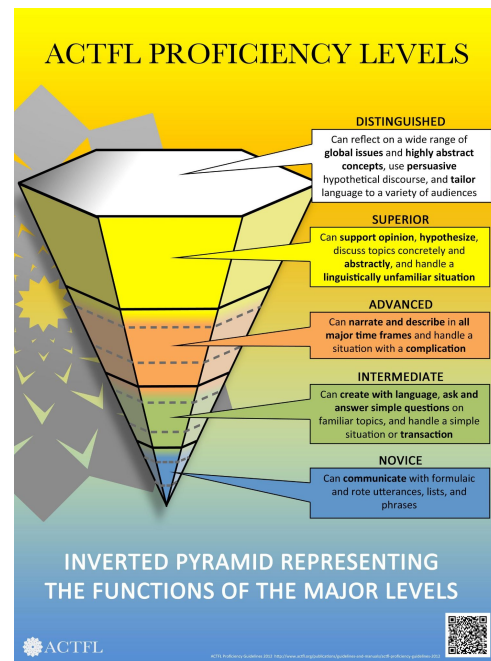 ACTFL PROFICIENCY LEVELS
DISTINGUISHED
Can reflect on a wide range of
global issues and highly abstract
concepts, use persuasive
hypothetical discourse, and tailor
language to a variety of audiences
SUPERIOR
Can support opinion, hypothesize,
discuss topics concretely and
abstractly, and handle a
linguistically unfamiliar situation
ADVANCED
Can narrate and describe in all
major time frames and handle a
situation with a complication
INTERMEDIATE
Can create with language, ask and
answer simple questions on
familiar topics, and handle a simple
situation or transaction
NOVICE
Can communicate with formulaic
and rote utterances, lists, and
phrases
INVERTED PYRAMID REPRESENTING
THE FUNCTIONS OF THE MAJOR LEVELS
ACTFL
ACTFL Proficiency Guidelines 2012